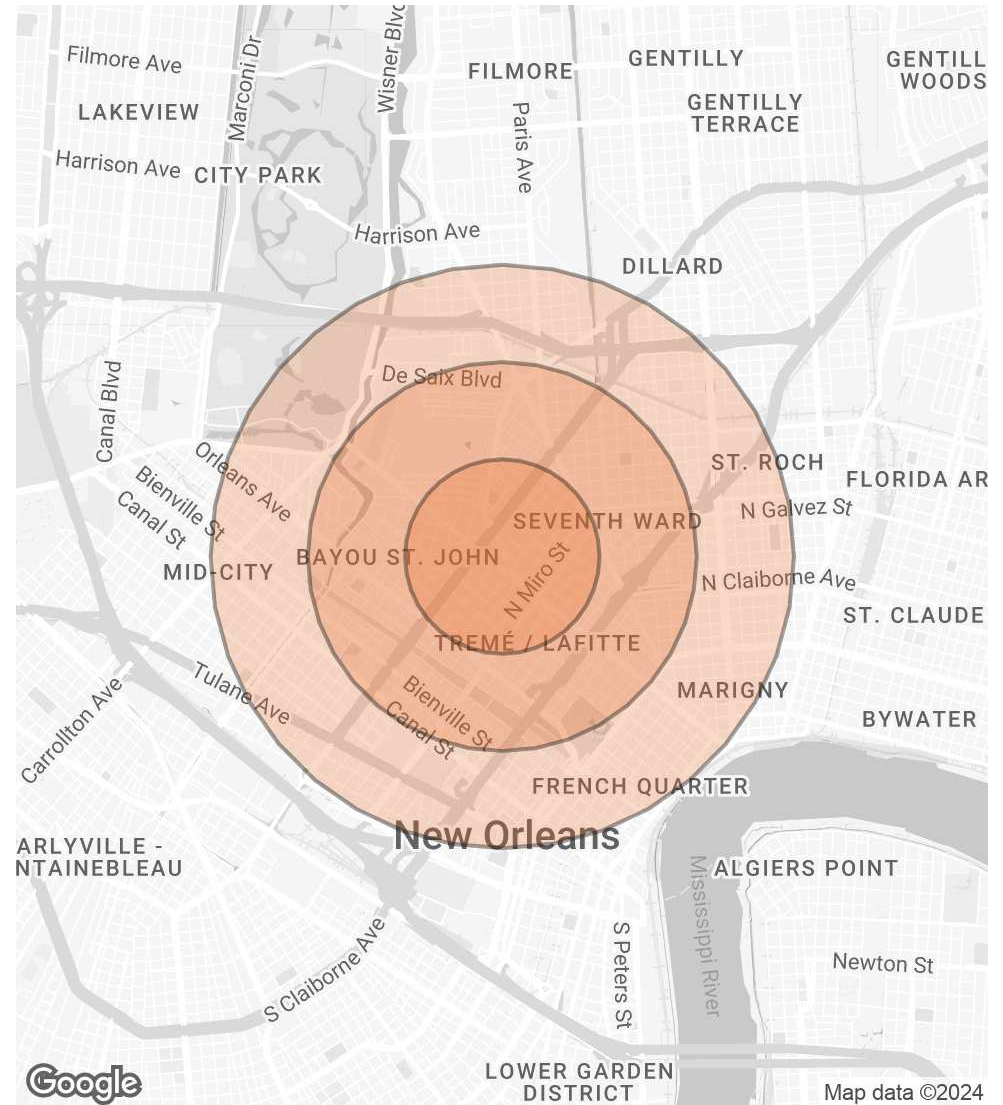 Filmore Ave
Marconi Dr
Wisner Blvd
FILMORE
GENTILLY
GENTILL
WOODS
LAKEVIEW
Paris Ave
GENTILLY
TERRACE
Harrison Ave
CITY PARK
Harrison Ave
DILLARD
De Saix Blvd
Canal Blvd
Orleans Ave
Bienville St
Canal St
ST. ROCH
FLORIDA AR
N Galvez St
SEVENTH WARD
BAYOU ST. JOHN
MID-CITY
N Miro St
N Claiborne Ave
ST. CLAUDE
TREMÉ / LAFITTE
Tulane Ave
Bienville St
Canal St
MARIGNY
BYWATER
Carrollton Ave
FRENCH QUARTER
New Orleans
ARLYVILLE -
NTAINEBLEAU
Mississippi River
ALGIERS POINT
S Claiborne Ave
S Peters St
Newton St
LOWER GARDEN
DISTRICT
Google
Map data ©2024